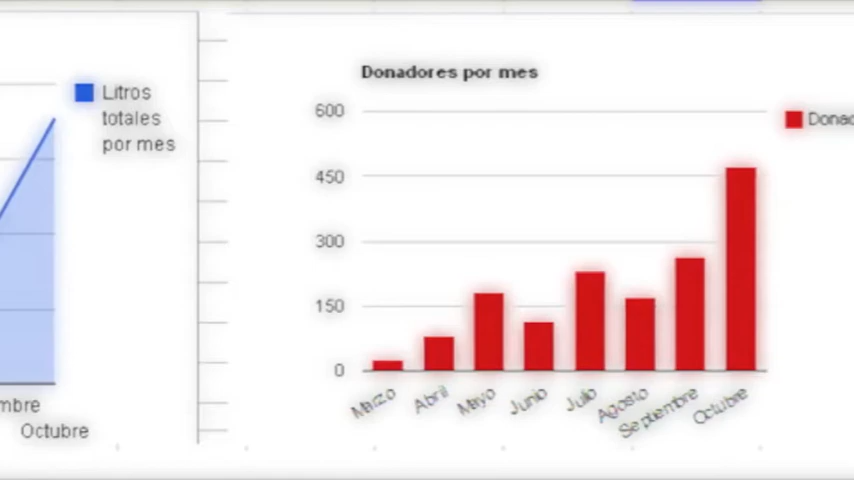 Litros
totales
por mes
mbre
Octubre
Donadores por mes
600
450
300
150
0
Marzo
Abril
Mayo
Junio
Julio
Agosto
Septiembre
Octubre
Donad